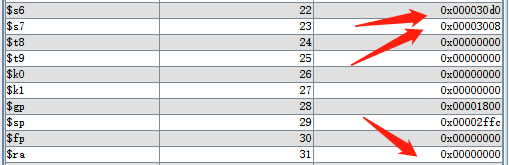 $s6 22 0x000030d0
$s7 23 0x00003008
$t8 24 0x00000000
$t9 25 0x00000000
$k0 26 0x00000000
$k1 27 0x00000000
$gp 28 0x00001800
$sp 29 0x00002ffc
$fp 30 0x00000000
$ra 31 0x00000000